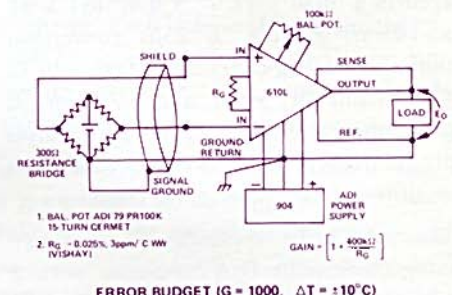 100kΩ
BAL. POT.
SHIELD
IN
+
SENSE
RG
610L
OUTPUT
LOAD
EO
IN
−
REF.
300Ω
RESISTANCE
BRIDGE
GROUND
RETURN
SIGNAL
GROUND
− +
904
ADI
POWER
SUPPLY
1. BAL. POT ADI 79 PR100K
15 TURN CERMET
2. RG - 0.025%, 3ppm/ C WW
(VISHAY)
GAIN = [1 + 400kΩ / RG]
ERROR BUDGET (G = 1000, ΔT = ±10°C)